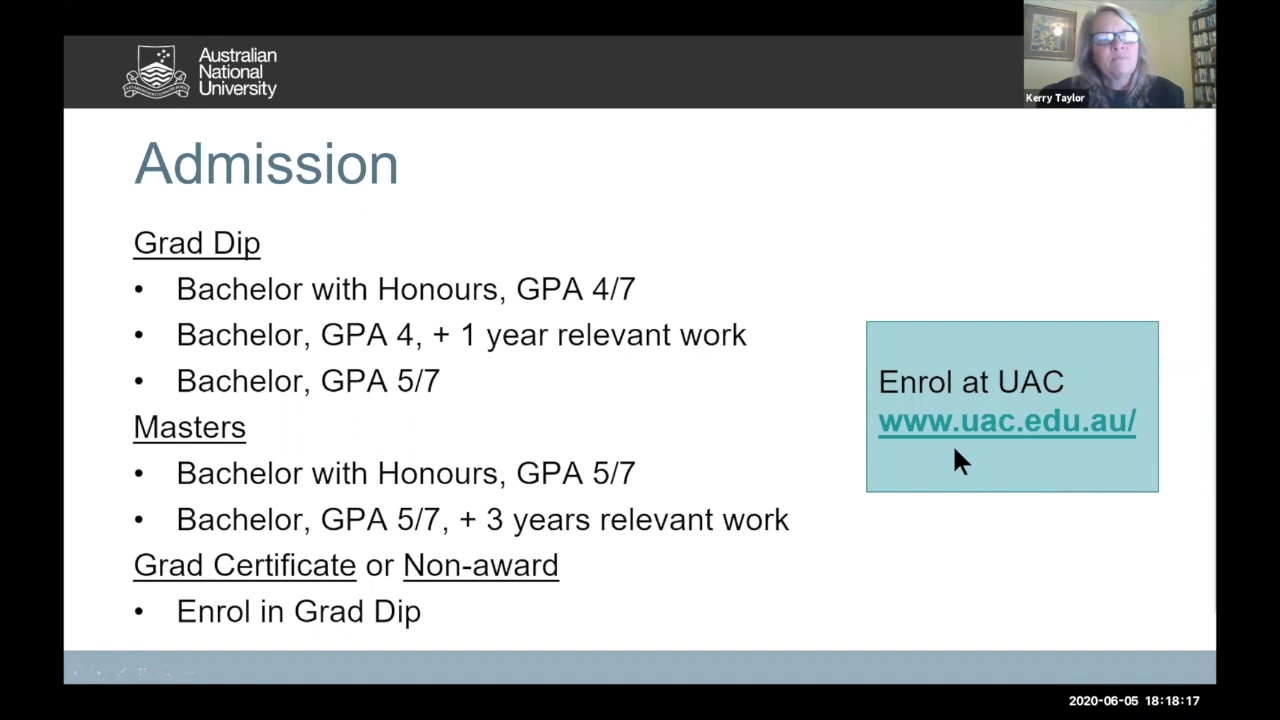 Australian
National
University
Kerry Taylor
Admission
Grad Dip
• Bachelor with Honours, GPA 4/7
• Bachelor, GPA 4, + 1 year relevant work
• Bachelor, GPA 5/7
Masters
• Bachelor with Honours, GPA 5/7
• Bachelor, GPA 5/7, + 3 years relevant work
Grad Certificate or Non-award
• Enrol in Grad Dip
Enrol at UAC
www.uac.edu.au/
2020-06-05 18:18:17